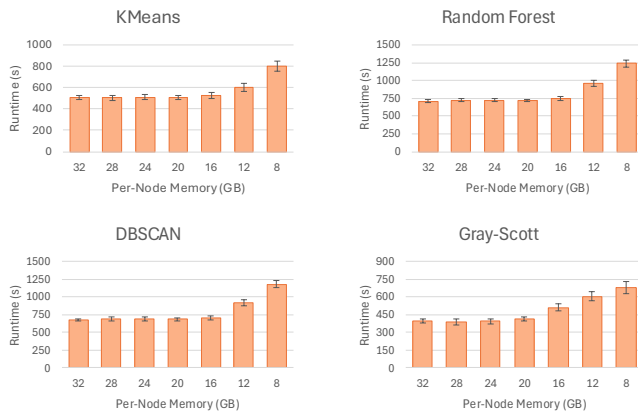 KMeans
Runtime (s)
1000
800
600
400
200
0
32 28 24 20 16 12 8
Per-Node Memory (GB)
Random Forest
Runtime (s)
1500
1250
1000
750
500
250
0
32 28 24 20 16 12 8
Per-Node Memory (GB)
DBSCAN
Runtime (s)
1500
1250
1000
750
500
250
0
32 28 24 20 16 12 8
Per-Node Memory (GB)
Gray-Scott
Runtime (s)
900
750
600
450
300
150
0
32 28 24 20 16 12 8
Per-Node Memory (GB)